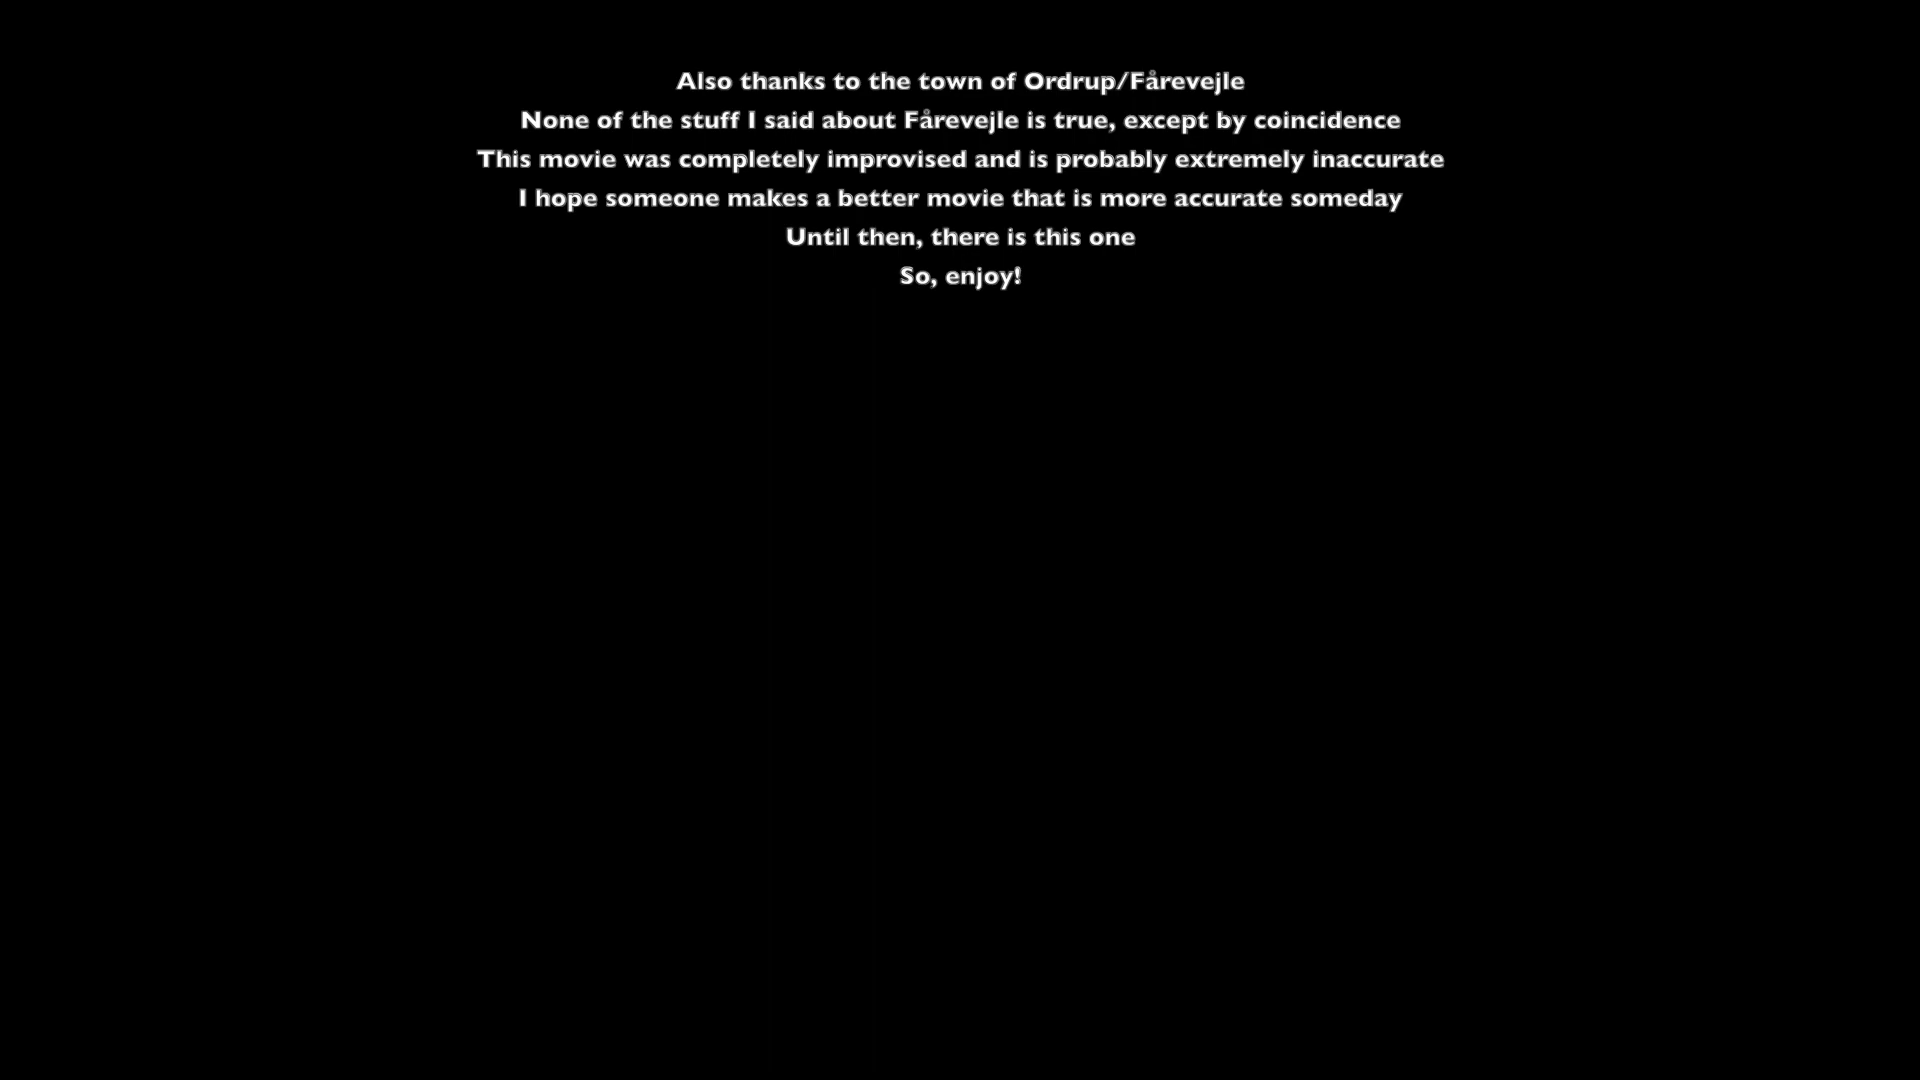 Also thanks to the town of Ordrup/Fårevejle
None of the stuff I said about Fårevejle is true, except by coincidence
This movie was completely improvised and is probably extremely inaccurate
I hope someone makes a better movie that is more accurate someday
Until then, there is this one
So, enjoy!